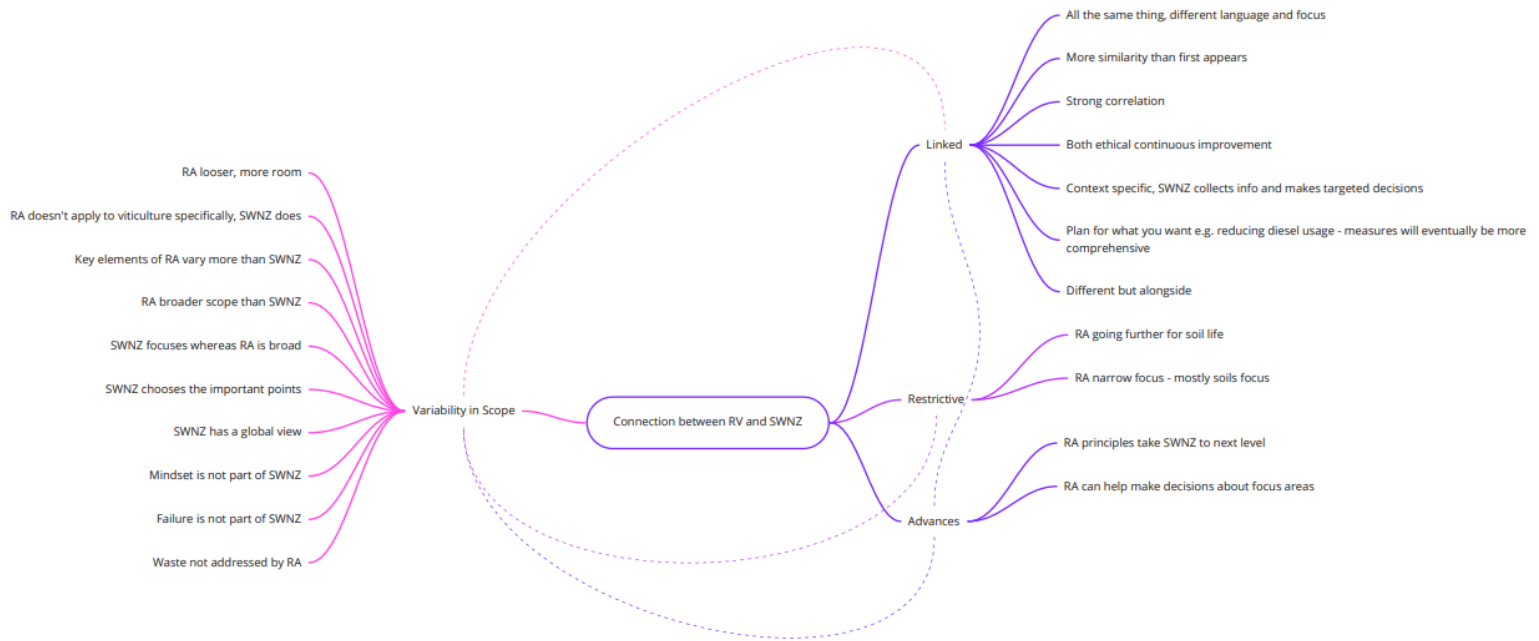 RA looser, more room
RA doesn't apply to viticulture specifically, SWNZ does
Key elements of RA vary more than SWNZ
RA broader scope than SWNZ
SWNZ focuses whereas RA is broad
SWNZ chooses the important points
SWNZ has a global view
Mindset is not part of SWNZ
Failure is not part of SWNZ
Waste not addressed by RA
Variability in Scope
Connection between RV and SWNZ
Linked
All the same thing, different language and focus
More similarity than first appears
Strong correlation
Both ethical continuous improvement
Context specific, SWNZ collects info and makes targeted decisions
Plan for what you want e.g. reducing diesel usage - measures will eventually be more
comprehensive
Different but alongside
Restrictive
RA going further for soil life
RA narrow focus - mostly soils focus
Advances
RA principles take SWNZ to next level
RA can help make decisions about focus areas